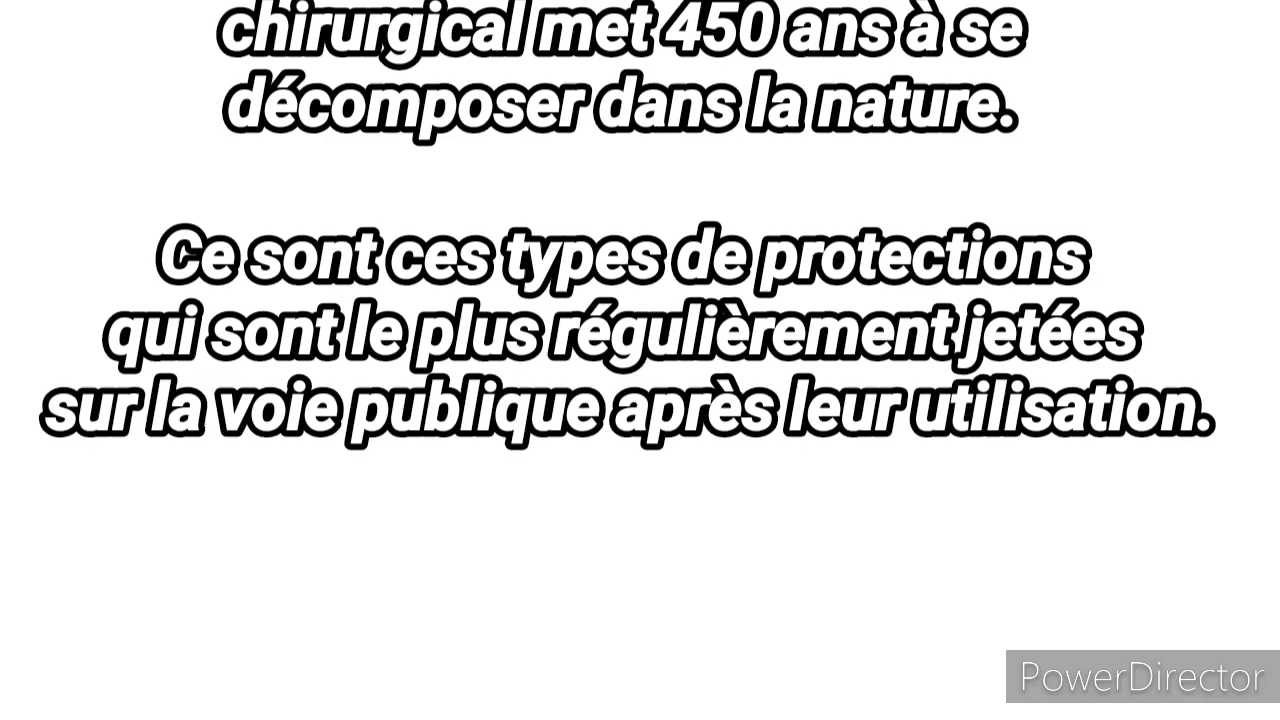 chirurgical met 450 ans à se
décomposer dans la nature.
Ce sont ces types de protections
qui sont le plus régulièrement jetées
sur la voie publique après leur utilisation.
PowerDirector